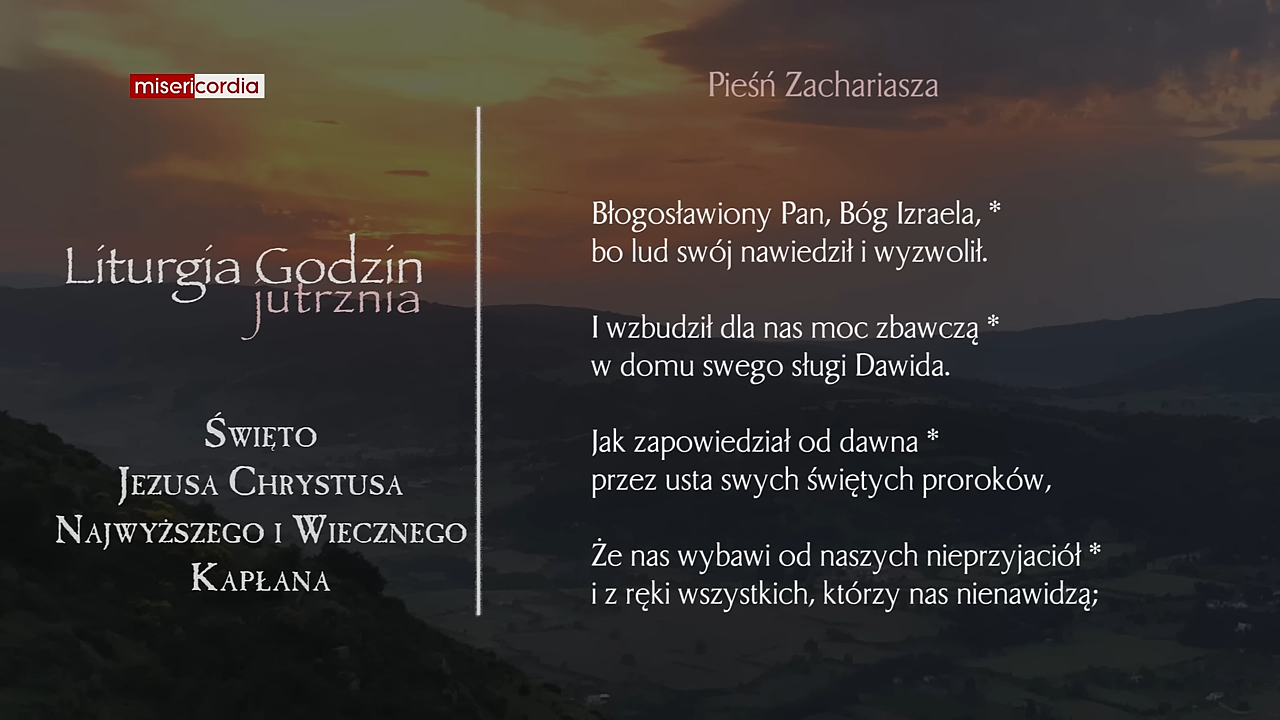 misericordia
Liturgia Godzin
jutrznia
Święto
Jezusa Chrystusa
Najwyższego i Wiecznego
Kapłana
Pieśń Zachariasza
Błogosławiony Pan, Bóg Izraela, *
bo lud swój nawiedził i wyzwolił.
I wzbudził dla nas moc zbawczą *
w domu swego sługi Dawida.
Jak zapowiedział od dawna *
przez usta swych świętych proroków,
Że nas wybawi od naszych nieprzyjaciół *
i z ręki wszystkich, którzy nas nienawidzą;